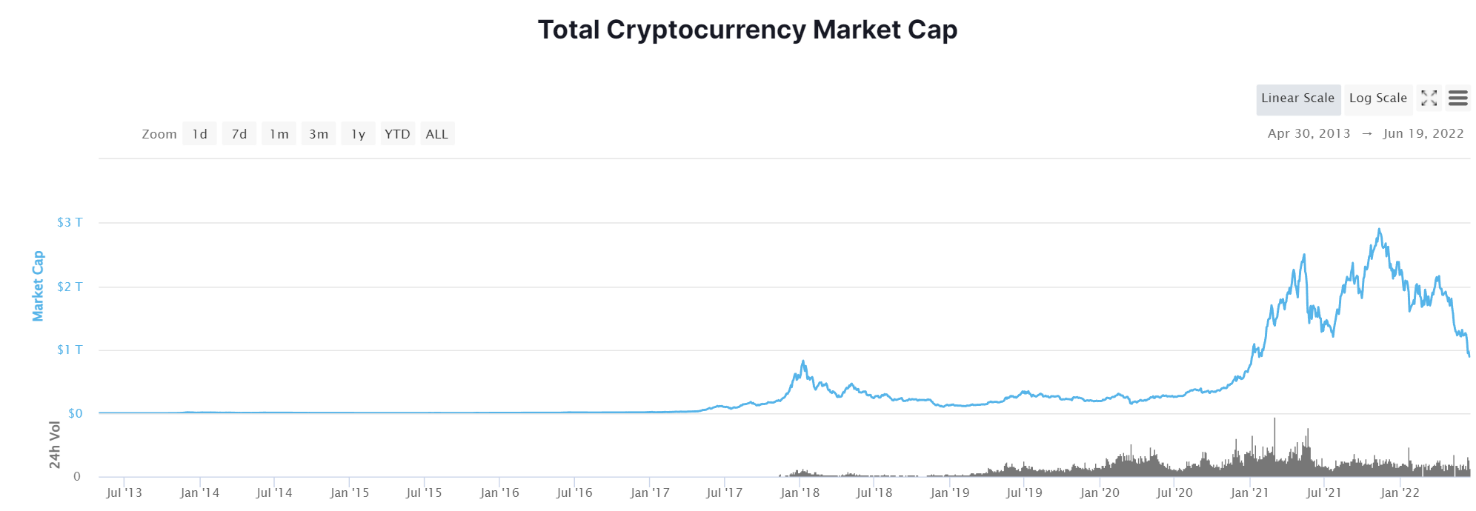 Total Cryptocurrency Market Cap
Linear Scale Log Scale
Zoom 1d 7d 1m 3m 1y YTD ALL
Apr 30, 2013 → Jun 19, 2022
$3 T
$2 T
$1 T
$0
Market Cap
24h Vol
0
Jul '13 Jan '14 Jul '14 Jan '15 Jul '15 Jan '16 Jul '16 Jan '17 Jul '17 Jan '18 Jul '18 Jan '19 Jul '19 Jan '20 Jul '20 Jan '21 Jul '21 Jan '22